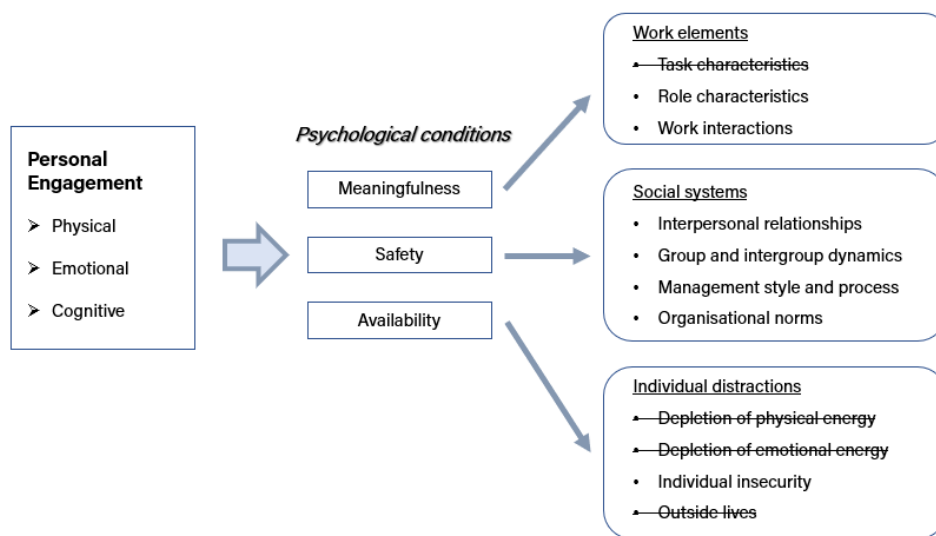 Personal
Engagement
➢ Physical
➢ Emotional
➢ Cognitive
Psychological conditions
Meaningfulness
Safety
Availability
Work elements
• Task characteristics
• Role characteristics
• Work interactions
Social systems
• Interpersonal relationships
• Group and intergroup dynamics
• Management style and process
• Organisational norms
Individual distractions
• Depletion of physical energy
• Depletion of emotional energy
• Individual insecurity
• Outside lives